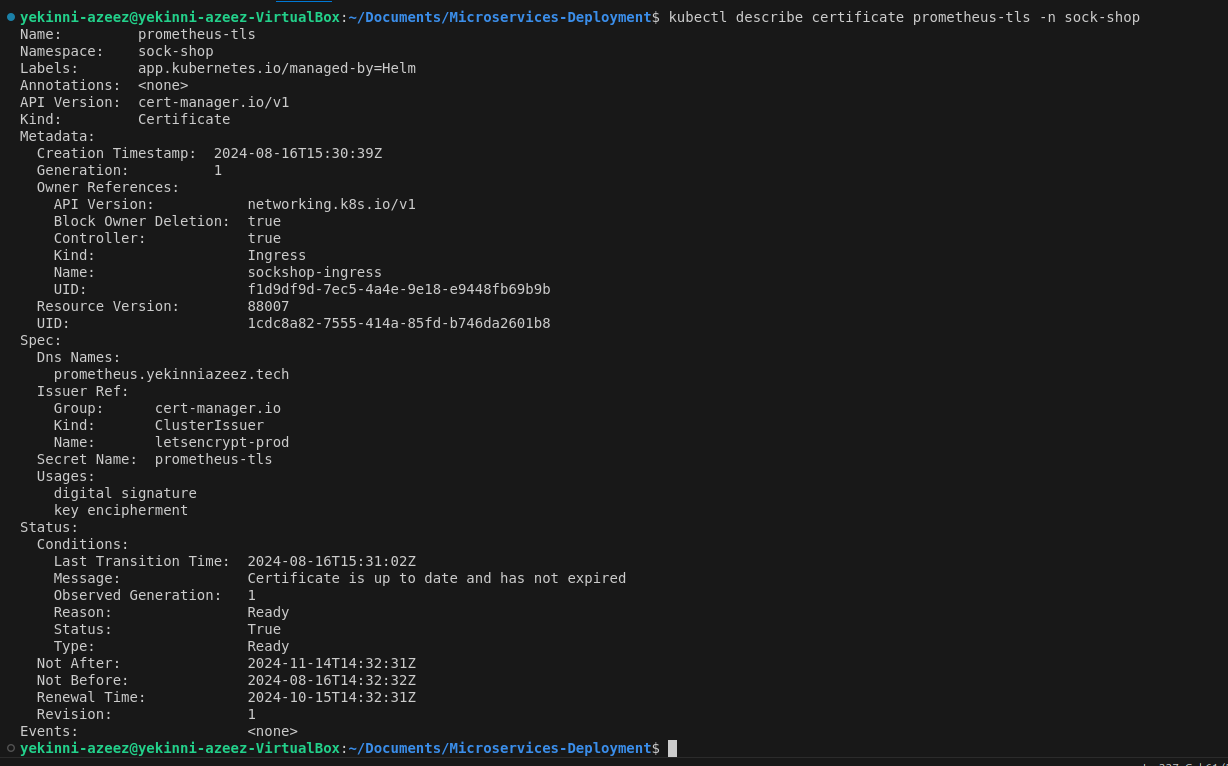 yekinni-azeez@yekinni-azeez-VirtualBox:~/Documents/Microservices-Deployment$ kubectl describe certificate prometheus-tls -n sock-shop
Name:         prometheus-tls
Namespace:    sock-shop
Labels:       app.kubernetes.io/managed-by=Helm
Annotations:  <none>
API Version:  cert-manager.io/v1
Kind:         Certificate
Metadata:
  Creation Timestamp:  2024-08-16T15:30:39Z
  Generation:          1
  Owner References:
    API Version:           networking.k8s.io/v1
    Block Owner Deletion:  true
    Controller:            true
    Kind:                  Ingress
    Name:                  sockshop-ingress
    UID:                   f1d9df9d-7ec5-4a4e-9e18-e9448fb69b9b
  Resource Version:        88007
  UID:                     1cdc8a82-7555-414a-85fd-b746da2601b8
Spec:
  Dns Names:
    prometheus.yekinniazeez.tech
  Issuer Ref:
    Group:      cert-manager.io
    Kind:       ClusterIssuer
    Name:       letsencrypt-prod
  Secret Name:  prometheus-tls
  Usages:
    digital signature
    key encipherment
Status:
  Conditions:
    Last Transition Time:  2024-08-16T15:31:02Z
    Message:               Certificate is up to date and has not expired
    Observed Generation:   1
    Reason:                Ready
    Status:                True
    Type:                  Ready
  Not After:               2024-11-14T14:32:31Z
  Not Before:              2024-08-16T14:32:32Z
  Renewal Time:            2024-10-15T14:32:31Z
  Revision:                1
Events:                    <none>
yekinni-azeez@yekinni-azeez-VirtualBox:~/Documents/Microservices-Deployment$